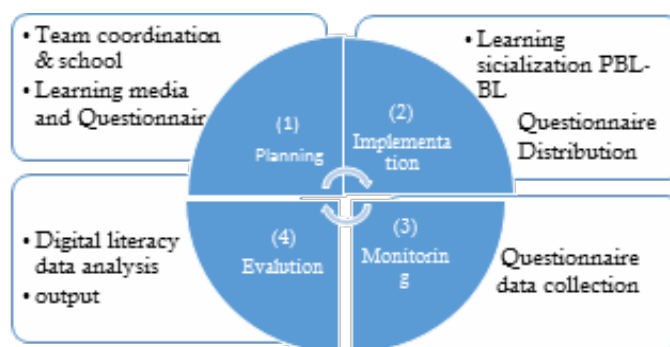 • Team coordination
& school
• Learning media
and Questionnair
(1)
Planning
• Learning
sicialization PBL-
BL
Questionnaire
Distribution
(2)
Implementa
tion
(3)
Monitorin
g
Questionnaire
data collection
(4)
Evalution
• Digital literacy
data analysis
• output